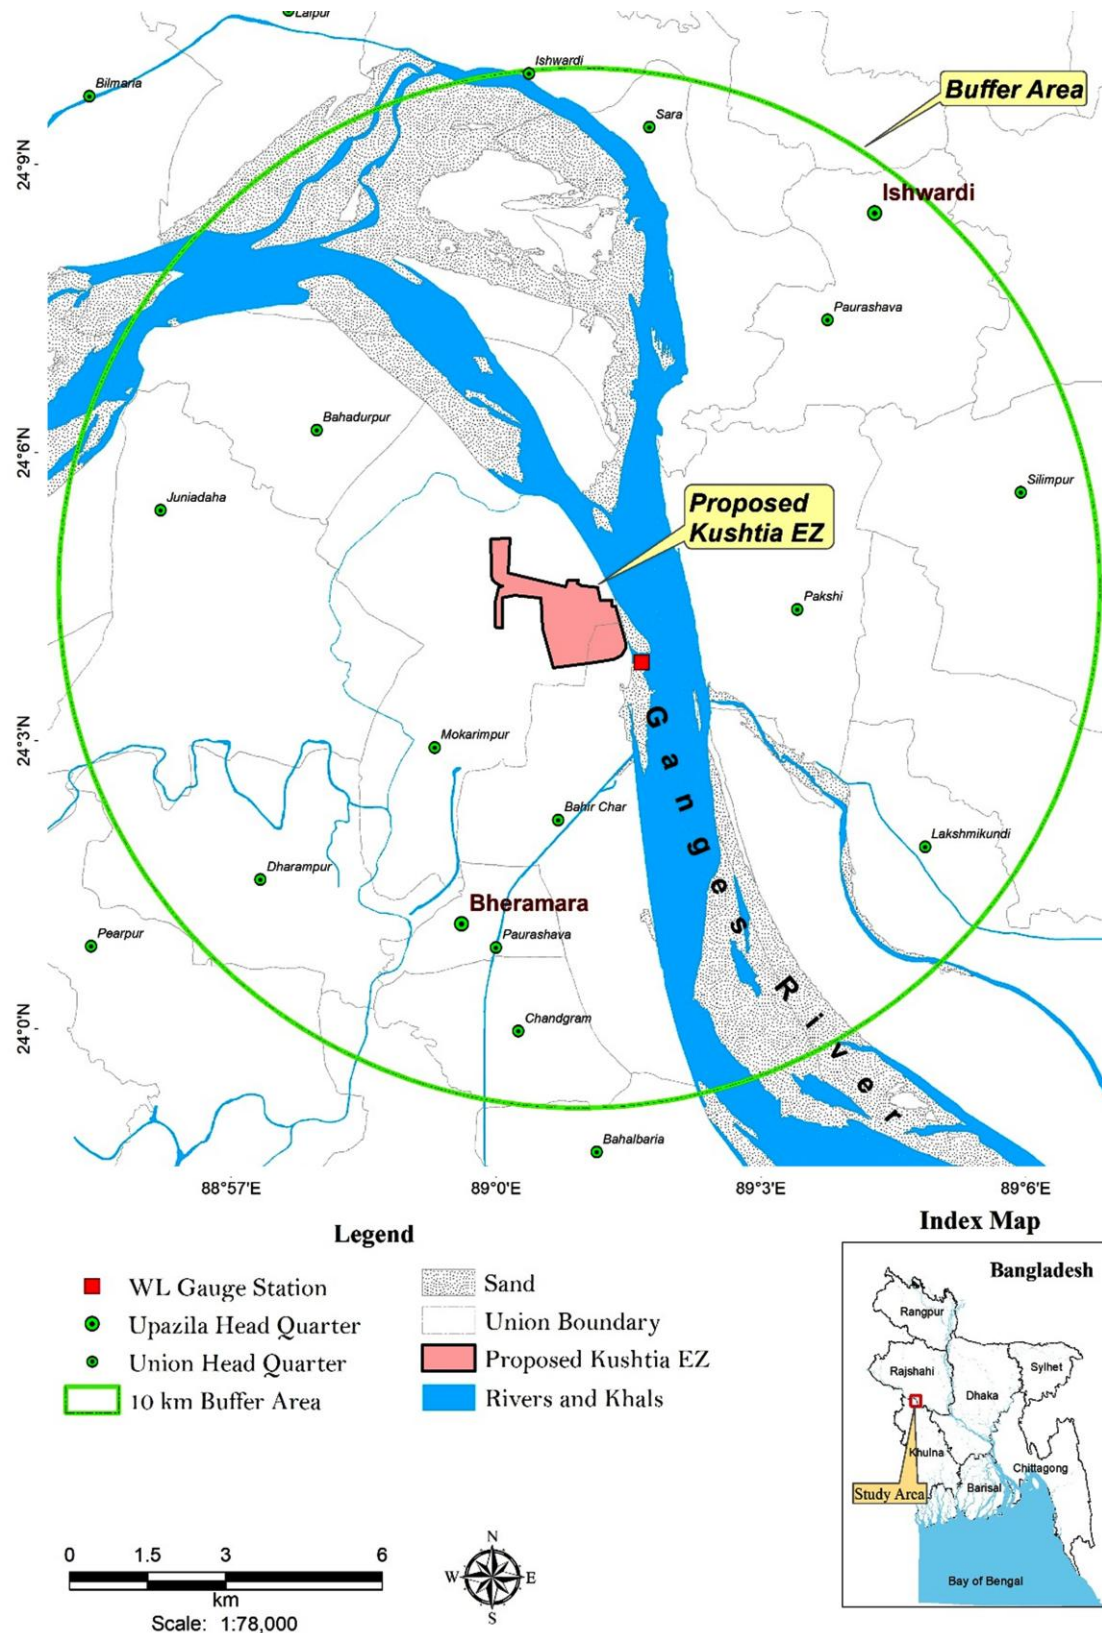 Lalpur
Ishwardi
Bilmaria
Buffer Area
Sara
24°9'N
Ishwardi
Paurashava
Bahadurpur
24°6'N
Silimpur
Juniadaha
Proposed
Kushtia EZ
Pakshi
Ganges River
24°3'N
Mokarimpur
Bahir Char
Lakshmikundi
Dharampur
Bheramara
Pearpur
Paurashava
24°0'N
Chandgram
Bahalbaria
88°57'E 89°0'E 89°3'E 89°6'E
Legend
WL Gauge Station
Upazila Head Quarter
Union Head Quarter
10 km Buffer Area
Sand
Union Boundary
Proposed Kushtia EZ
Rivers and Khals
Index Map
Bangladesh
Rangpur
Rajshahi
Sylhet
Dhaka
Khulna
Chittagong
Barisal
Study Area
Bay of Bengal
0 1.5 3 6
km
Scale: 1:78,000
N
W E
S